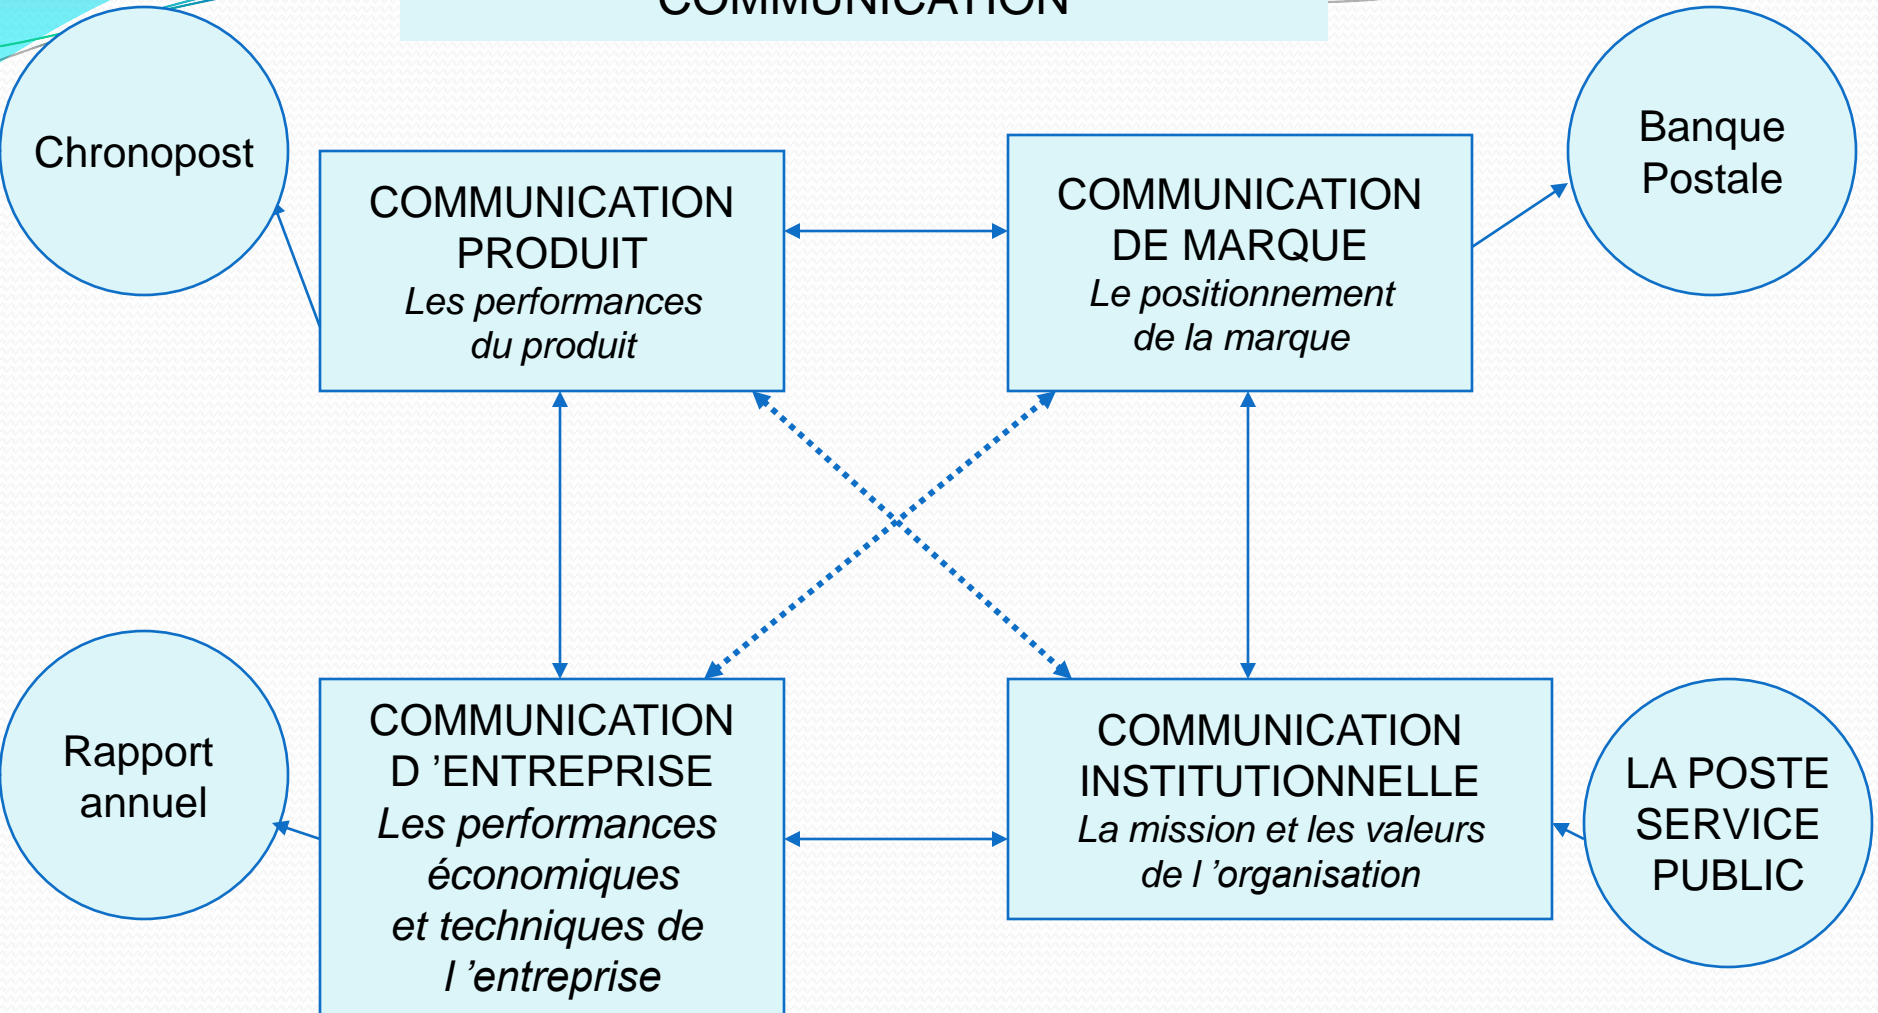 COMMUNICATION
Chronopost
COMMUNICATION
PRODUIT
Les performances
du produit
COMMUNICATION
DE MARQUE
Le positionnement
de la marque
Banque
Postale
Rapport
annuel
COMMUNICATION
D ’ENTREPRISE
Les performances
économiques
et techniques de
l ’entreprise
COMMUNICATION
INSTITUTIONNELLE
La mission et les valeurs
de l ’organisation
LA POSTE
SERVICE
PUBLIC